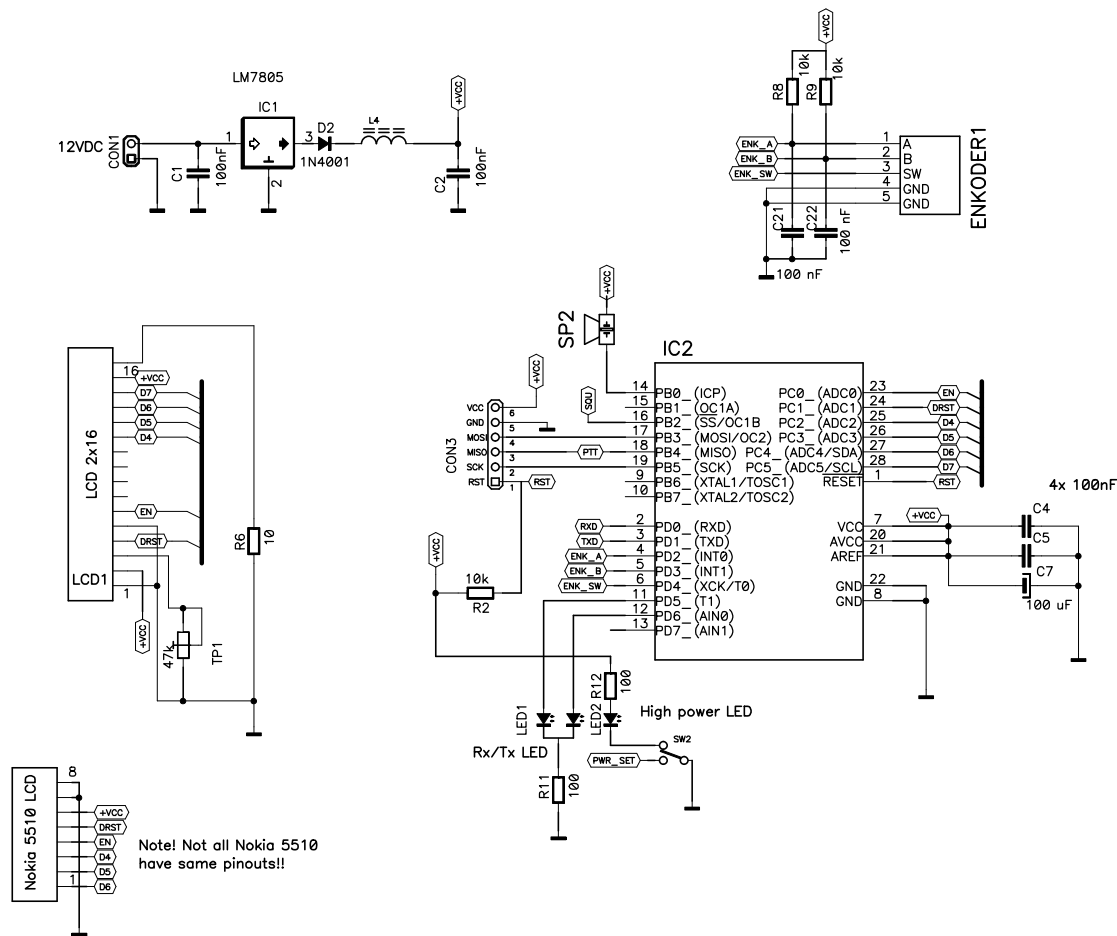 LM7805
IC1
12VDC
CON1
1
3
2
C1
100nF
D2
1N4001
L4
+VCC
C2
100nF
+VCC
R8
10k
R9
10k
ENK_A
ENK_B
ENK_SW
1 A
2 B
3 SW
4 GND
5 GND
ENKODER1
C21
C22
100 nF
100 nF
LCD 2x16
LCD1
16
+VCC
D7
D6
D5
D4
EN
DRST
1
+VCC
47k
TP1
R6
10
+VCC
SP2
IC2
+VCC
SQU
CON3
VCC
GND
MOSI
MISO
SCK
RST
6
5
4
3
2
1
PTT
RST
14 PB0_(ICP)
15 PB1_(OC1A)
16 PB2_(SS/OC1B
17 PB3_(MOSI/OC2)
18 PB4_(MISO)
19 PB5_(SCK)
9 PB6_(XTAL1/TOSC1)
10 PB7_(XTAL2/TOSC2)
RXD 2 PD0_(RXD)
TXD 3 PD1_(TXD)
ENK_A 4 PD2_(INT0)
ENK_B 5 PD3_(INT1)
ENK_SW 6 PD4_(XCK/T0)
11 PD5_(T1)
12 PD6_(AIN0)
13 PD7_(AIN1)
PC0_(ADC0) 23 EN
PC1_(ADC1) 24 DRST
PC2_(ADC2) 25 D4
PC3_(ADC3) 26 D5
PC4_(ADC4/SDA) 27 D6
PC5_(ADC5/SCL) 28 D7
RESET 1 RST
VCC 7
AVCC 20
AREF 21
GND 22
GND 8
+VCC
4x 100nF
C4
C5
C7
100 uF
+VCC
10k
R2
R12
100
LED1
LED2
High power LED
Rx/Tx LED
SW2
PWR_SET
R11
100
Nokia 5510 LCD
8
+VCC
DRST
EN
D4
D5
1 D6
Note! Not all Nokia 5510
have same pinouts!!